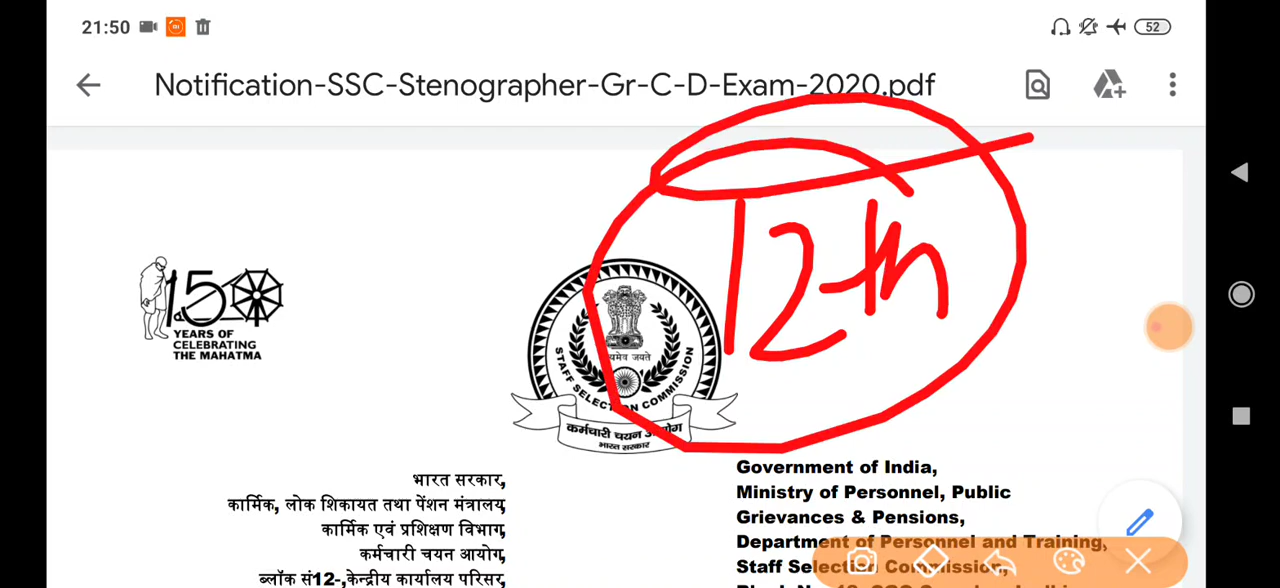 21:50
52
Notification-SSC-Stenographer-Gr-C-D-Exam-2020.pdf
12th
150
YEARS OF
CELEBRATING
THE MAHATMA
STAFF SELECTION COMMISSION
कर्मचारी चयन आयोग
भारत सरकार
भारत सरकार,
कार्मिक, लोक शिकायत तथा पेंशन मंत्रालय,
कार्मिक एवं प्रशिक्षण विभाग,
कर्मचारी चयन आयोग,
ब्लॉक सं12-,केन्द्रीय कार्यालय परिसर,
Government of India,
Ministry of Personnel, Public
Grievances & Pensions,
Department of Personnel and Training,
Staff Selection Commission,